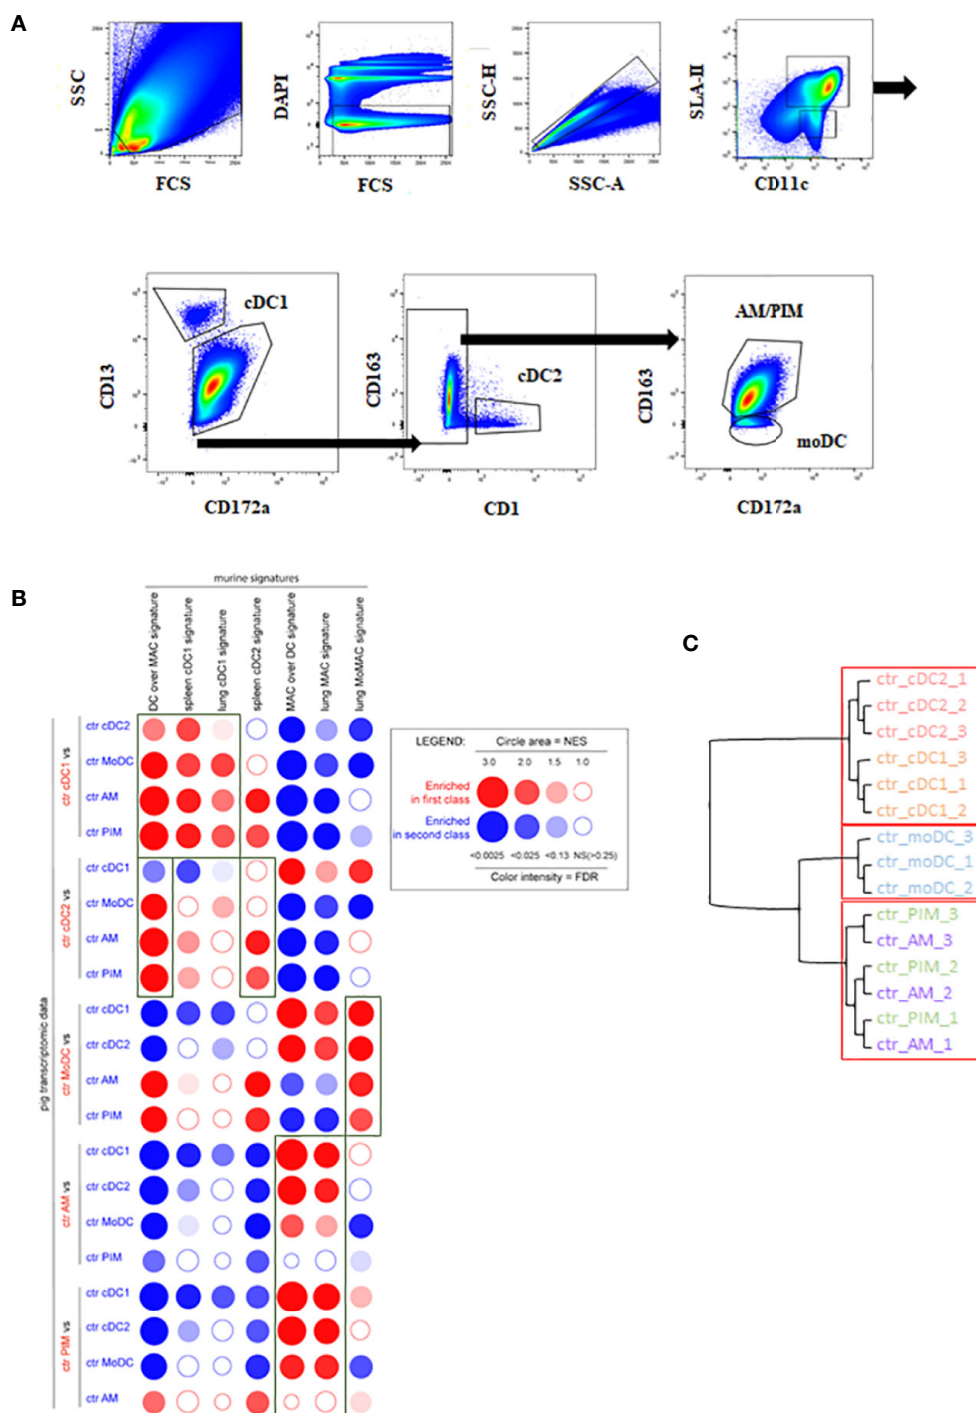 A
SSC
FCS
DAPI
FCS
SSC-H
SSC-A
SLA-II
CD11c
CD13
cDC1
CD172a
CD163
cDC2
CD1
CD163
AM/PIM
moDC
CD172a
B
murine signatures
DC over MAC signature
spleen cDC1 signature
lung cDC1 signature
spleen cDC2 signature
MAC over DC signature
lung MAC signature
lung MoMAC signature
pig transcriptomic data
ctr cDC1 vs
ctr cDC2
ctr MoDC
ctr AM
ctr PIM
ctr cDC2 vs
ctr cDC1
ctr MoDC
ctr AM
ctr PIM
ctr MoDC vs
ctr cDC1
ctr cDC2
ctr AM
ctr PIM
ctr AM vs
ctr cDC1
ctr cDC2
ctr MoDC
ctr PIM
ctr PIM vs
ctr cDC1
ctr cDC2
ctr MoDC
ctr AM
LEGEND: Circle area = NES
3.0 2.0 1.5 1.0
Enriched
in first class
Enriched
in second class
<0.0025 <0.025 <0.13 NS(>0.25)
Color intensity = FDR
C
ctr_cDC2_1
ctr_cDC2_2
ctr_cDC2_3
ctr_cDC1_3
ctr_cDC1_1
ctr_cDC1_2
ctr_moDC_3
ctr_moDC_1
ctr_moDC_2
ctr_PIM_3
ctr_AM_3
ctr_PIM_2
ctr_AM_2
ctr_PIM_1
ctr_AM_1